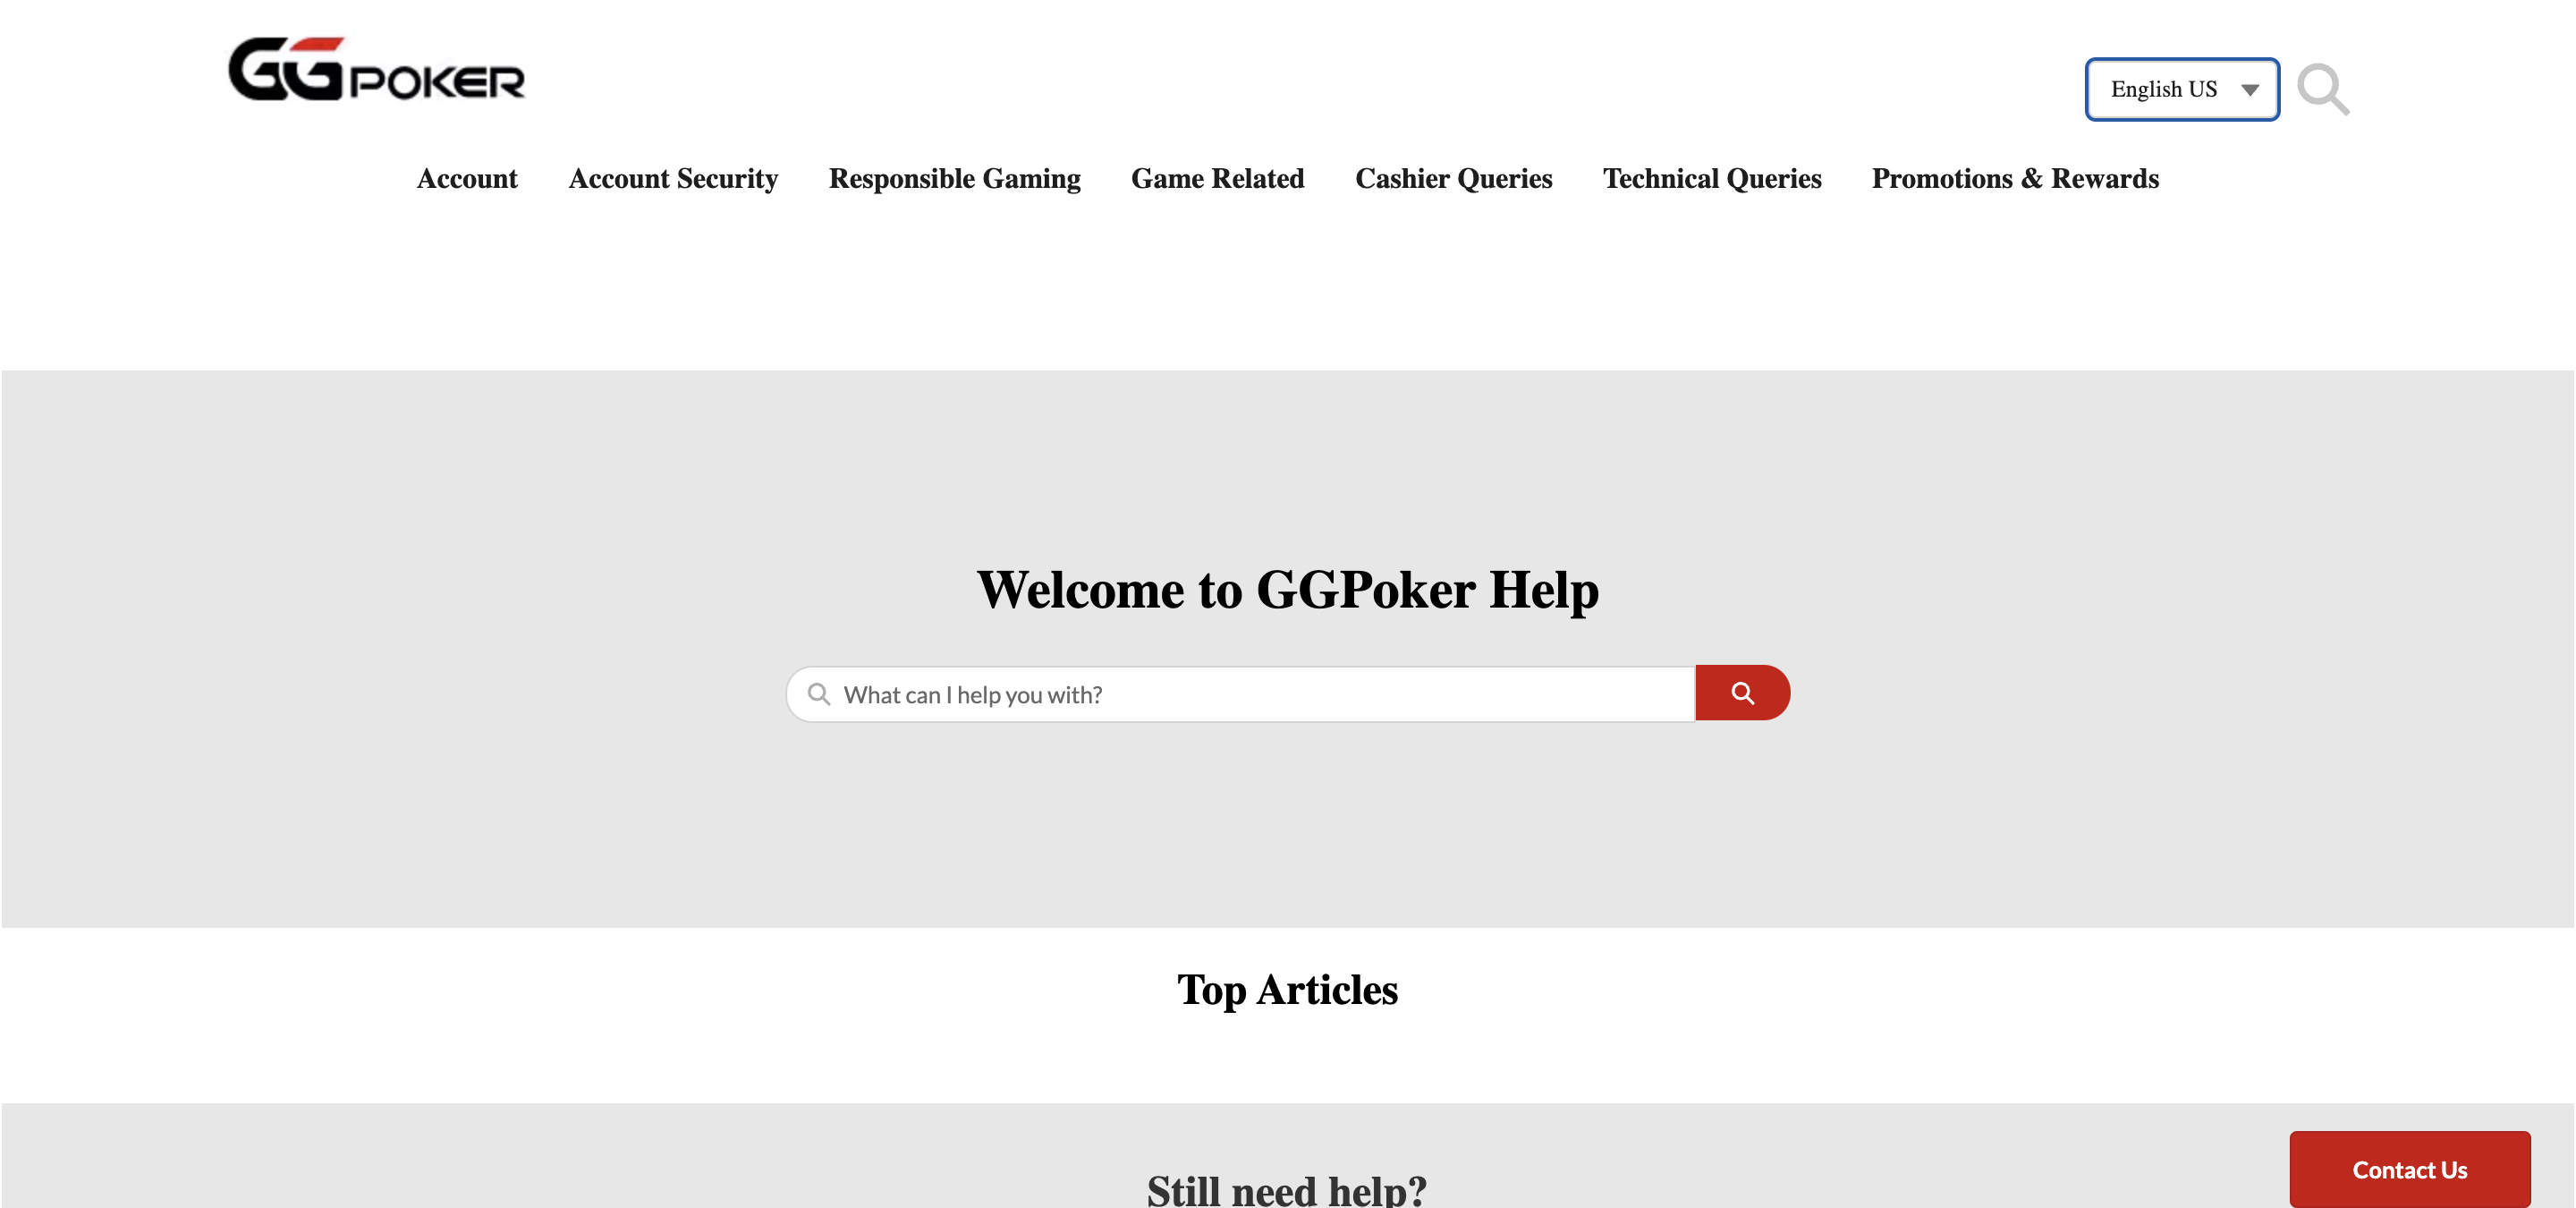 GGPOKER
English US
Account Account Security Responsible Gaming Game Related Cashier Queries Technical Queries Promotions & Rewards
Welcome to GGPoker Help
What can I help you with?
Top Articles
Still need help?
Contact Us